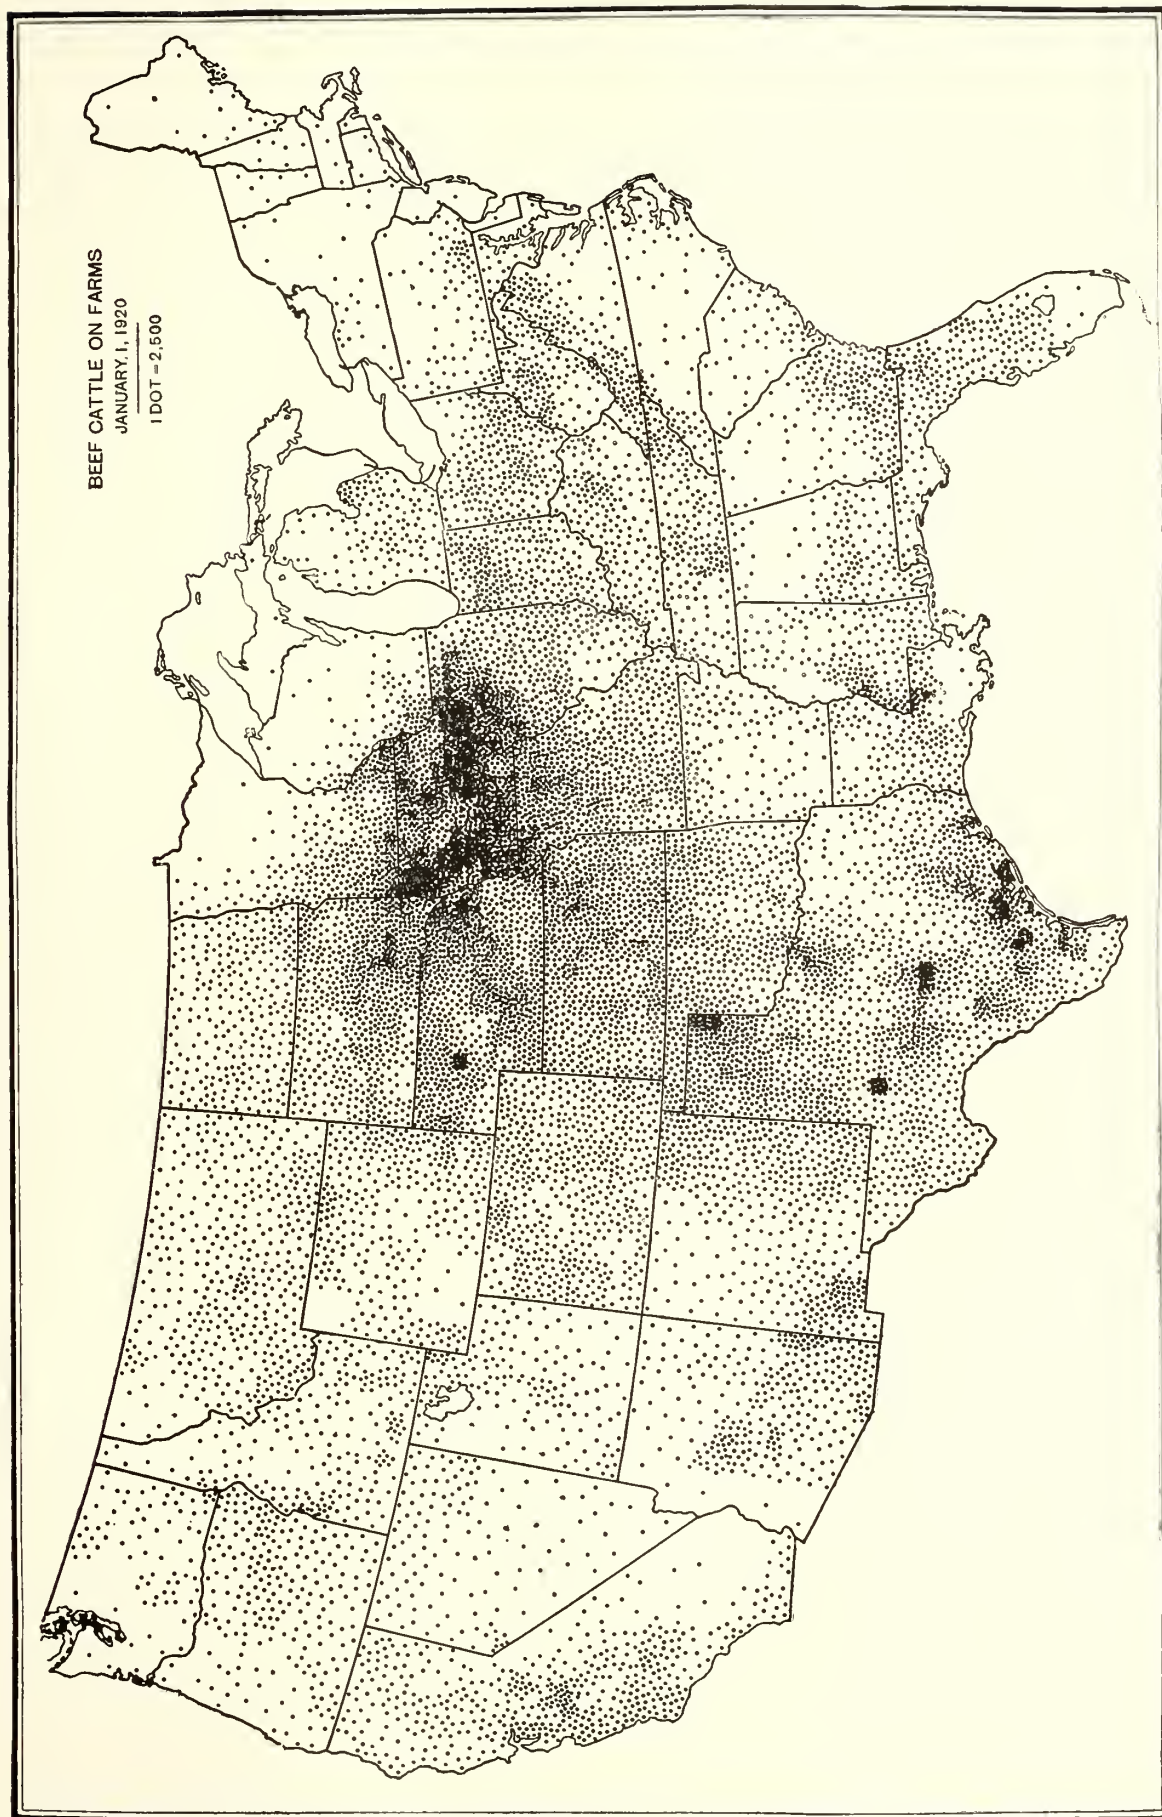 BEEF CATTLE ON FARMS
JANUARY, 1, 1920
1 DOT = 2,500